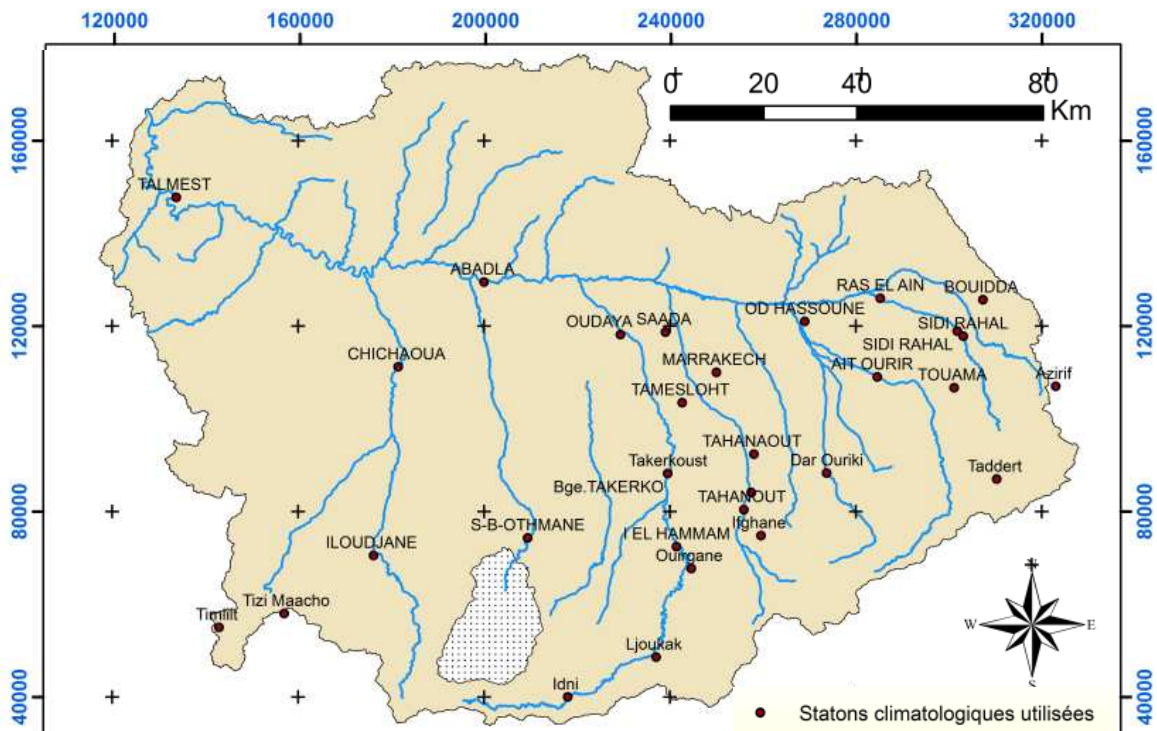 120000 160000 200000 240000 280000 320000
0 20 40 80
Km
160000 160000
TALMEST
ABADLA
RAS EL AIN BOUIDDA
OD HASSOUNE
OUDAYA SAADA SIDI RAHAL
120000 120000
SIDI RAHAL
CHICHAOUA MARRAKECH AIT OURIR
TOUAMA Azirif
TAMESLOHT
TAHANAOUT
Takerkoust Dar Ouriki Taddert
Bge.TAKERKO
TAHANOUT
80000 80000
S-B-OTHMANE Ifghane
I EL HAMMAM
ILOUDJANE Ouirgane
Tizi Maacho
Timlilt
W E
S
Ljoukak
Idni
40000 40000
Statons climatologiques utilisées